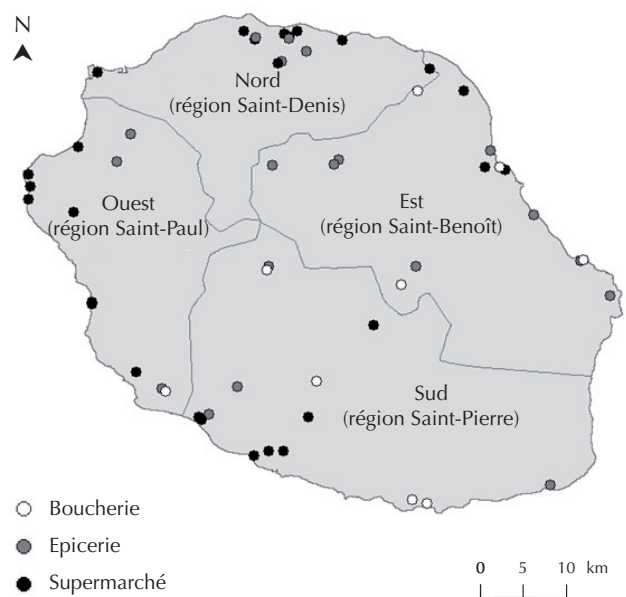 N
Nord
(région Saint-Denis)
Ouest
(région Saint-Paul)
Est
(région Saint-Benoît)
Sud
(région Saint-Pierre)
Boucherie
Epicerie
Supermarché
0 5 10 km